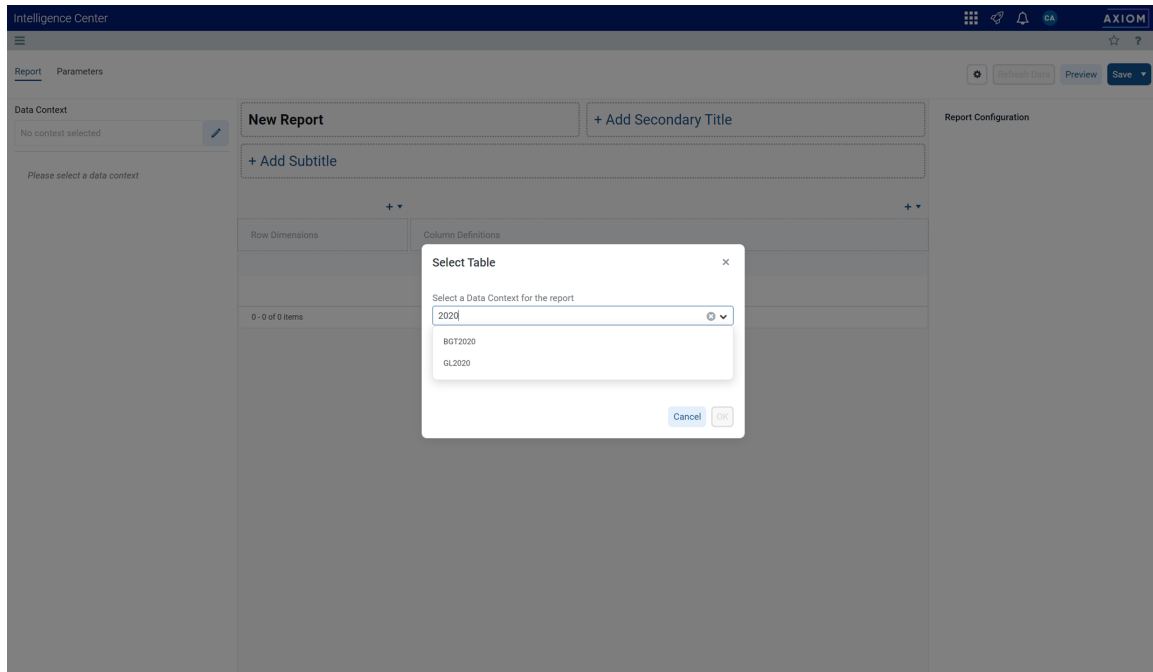 Intelligence Center
CA
AXIOM
?
Report Parameters
Refresh Data Preview Save
Data Context
No context selected
Please select a data context
New Report
+ Add Secondary Title
+ Add Subtitle
Report Configuration
+
+
Row Dimensions
Column Definitions
0 - 0 of 0 items
Select Table
×
Select a Data Context for the report
2020
BGT2020
GL2020
Cancel OK